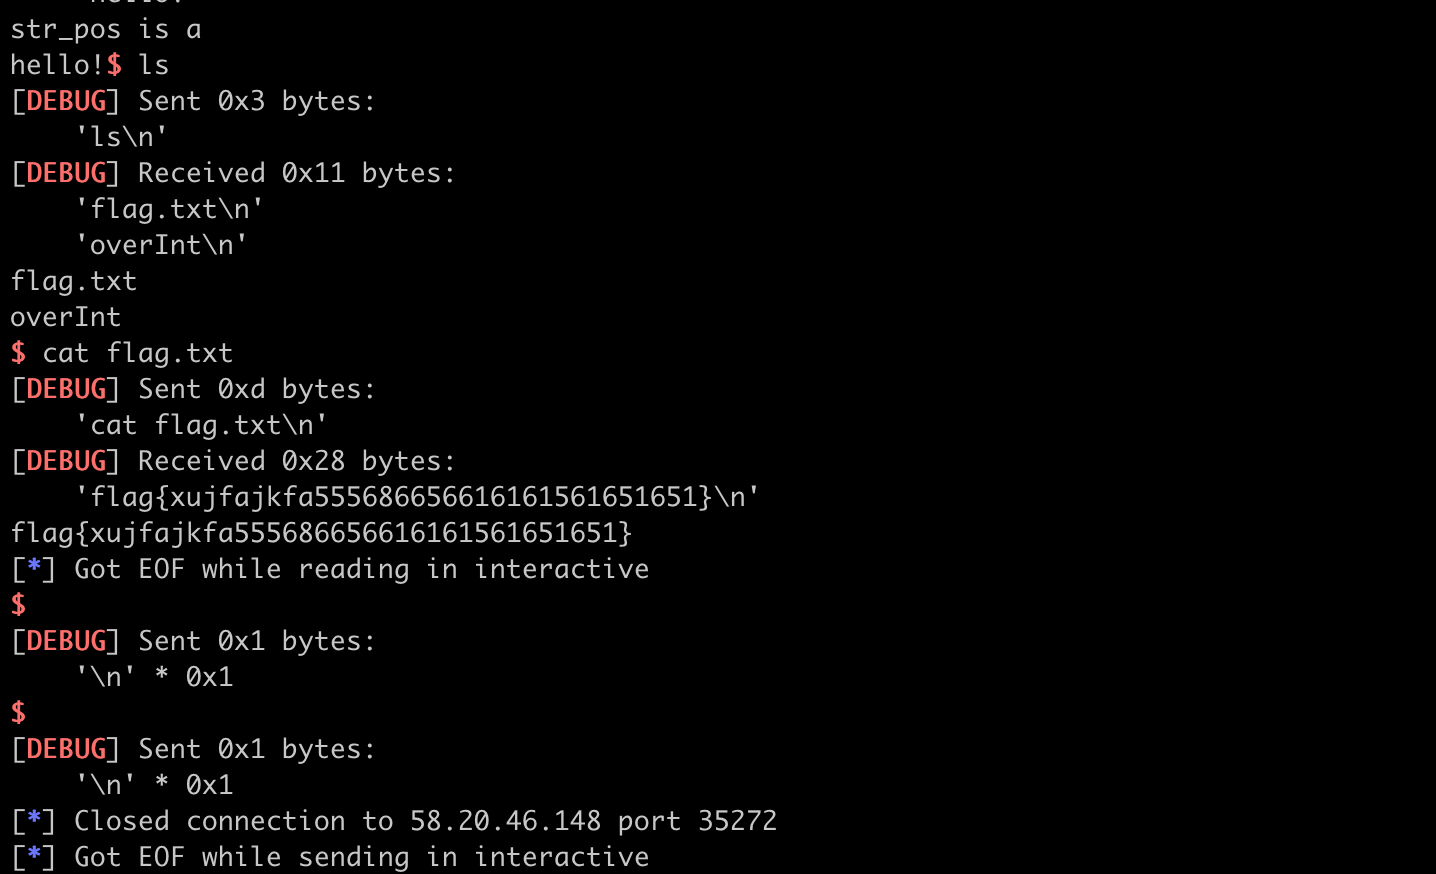 str_pos is a
hello!$ ls
[DEBUG] Sent 0x3 bytes:
    'ls\n'
[DEBUG] Received 0x11 bytes:
    'flag.txt\n'
    'overInt\n'
flag.txt
overInt
$ cat flag.txt
[DEBUG] Sent 0xd bytes:
    'cat flag.txt\n'
[DEBUG] Received 0x28 bytes:
    'flag{xujfajkfa5556866566161616561651651}\n'
flag{xujfajkfa5556866566161616561651651}
[*] Got EOF while reading in interactive
$
[DEBUG] Sent 0x1 bytes:
    '\n' * 0x1
$
[DEBUG] Sent 0x1 bytes:
    '\n' * 0x1
[*] Closed connection to 58.20.46.148 port 35272
[*] Got EOF while sending in interactive